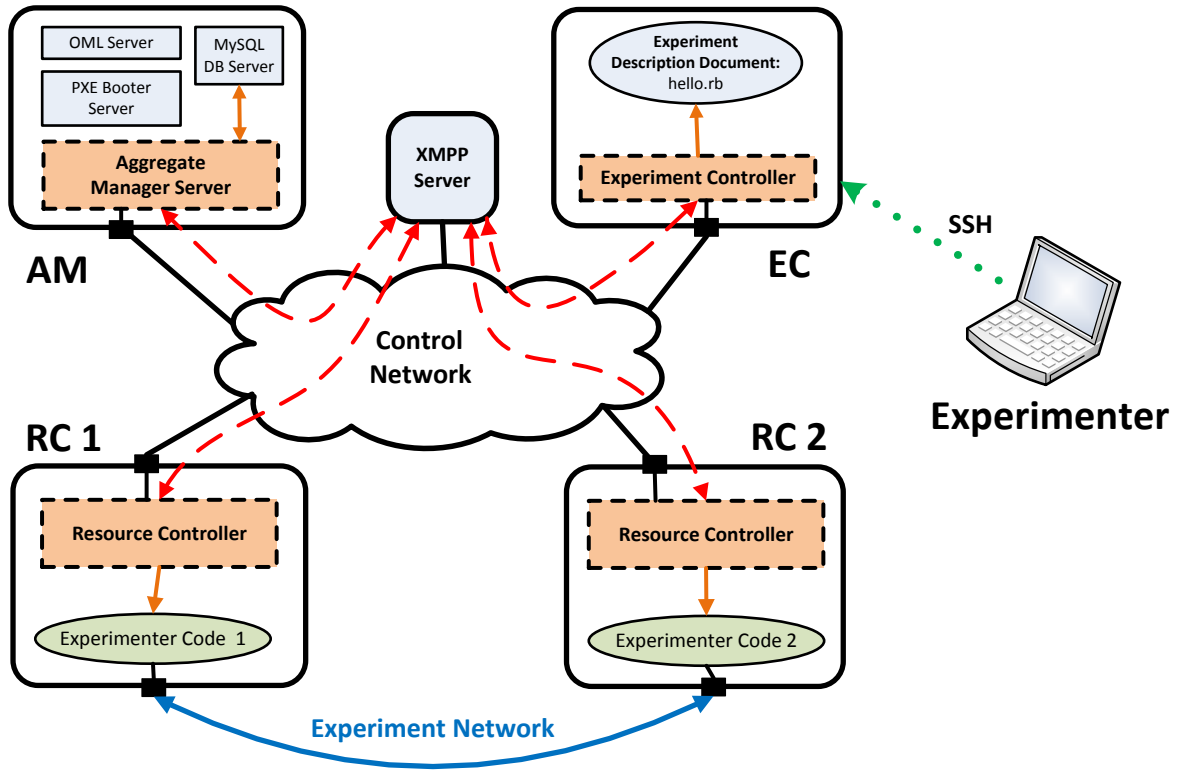 OML Server
MySQL
DB Server
PXE Booter
Server
Aggregate
Manager Server
AM
XMPP
Server
Experiment
Description Document:
hello.rb
Experiment Controller
EC
SSH
Experimenter
Control
Network
RC 1
Resource Controller
Experimenter Code 1
RC 2
Resource Controller
Experimenter Code 2
Experiment Network